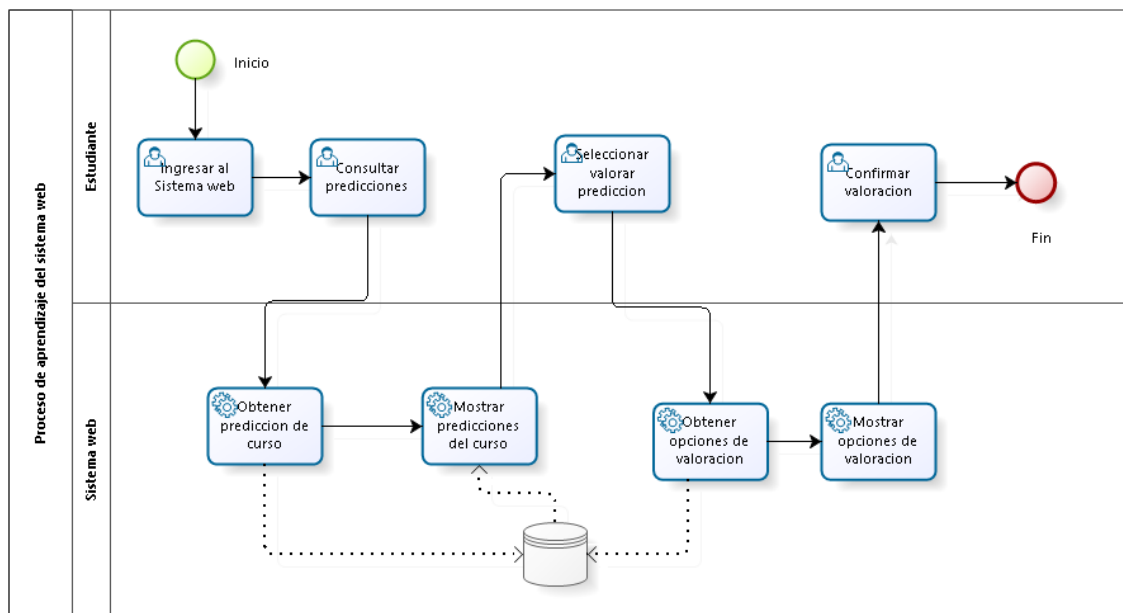 Proceso de aprendizaje del sistema web
Estudiante
Inicio
Ingresar al
Sistema web
Consultar
predicciones
Seleccionar
valorar
prediccion
Confirmar
valoracion
Fin
Sistema web
Obtener
prediccion de
curso
Mostrar
predicciones
del curso
Obtener
opciones de
valoracion
Mostrar
opciones de
valoracion